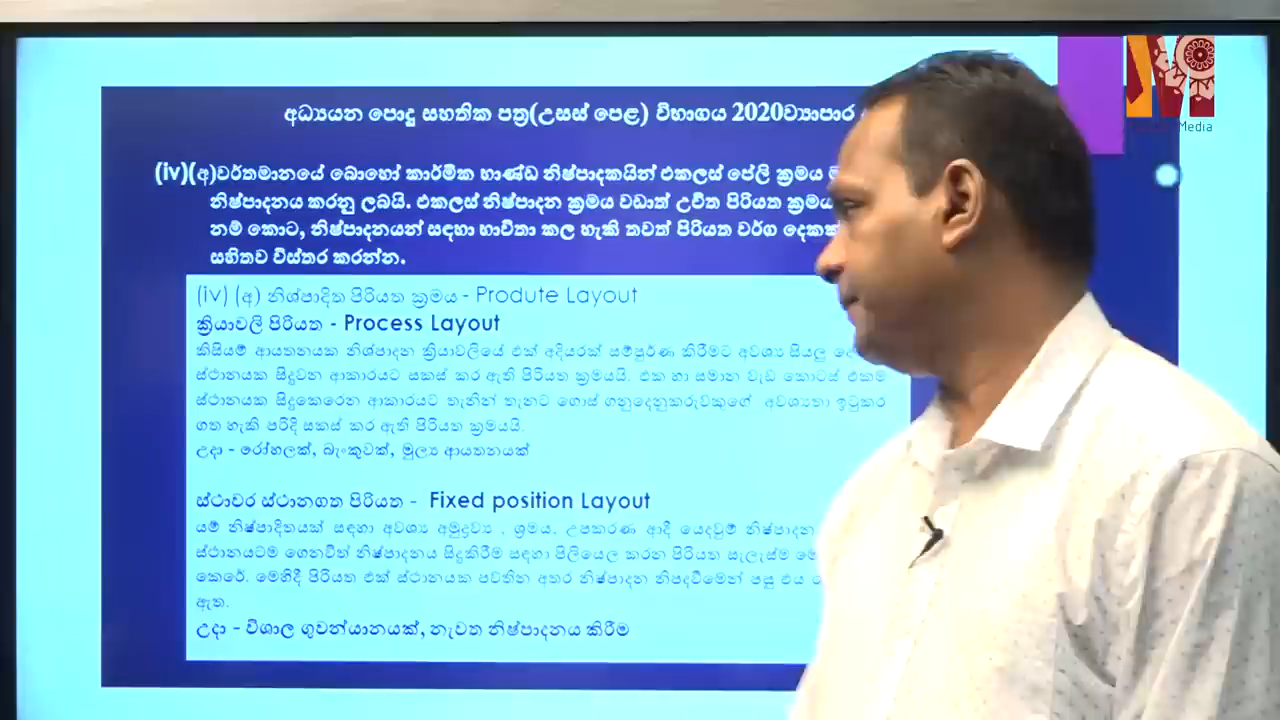 අධ්‍යයන පොදු සහතික පත්‍ර(උසස් පෙළ) විභාගය 2020ව්‍යාපාර
Media
(iv)(අ)වර්තමානයේ බොහෝ කාර්මික භාණ්ඩ නිෂ්පාදකයින් එකලස් පේලි ක්‍රමය
නිෂ්පාදනය කරනු ලබයි. එකලස් නිෂ්පාදන ක්‍රමය වඩාත් උචිත පිරියත ක්‍රමය
නම් කොට, නිෂ්පාදනයන් සඳහා භාවිතා කල හැකි තවත් පිරියත වර්ග දෙකක්
සහිතව විස්තර කරන්න.
(iv) (අ) නිශ්පාදිත පිරියත ක්‍රමය - Produte Layout
ක්‍රියාවලි පිරියත - Process Layout
කිසියම් ආයතනයක නිශ්පාදන ක්‍රියාවලියේ එක් අදියරක් සම්පූර්ණ කිරීමට අවශ්‍ය සියලු
ස්ථානයක සිදුවන ආකාරයට සකස් කර ඇති පිරියත ක්‍රමයයි. එක හා සමාන වැඩ කොටස් එකම
ස්ථානයක සිදුකෙරෙන ආකාරයට තැනින් තැනට ගොස් ගනුදෙනුකරුවකුගේ අවශ්‍යතා ඉටුකර
ගත හැකි පරිදි සකස් කර ඇති පිරියත ක්‍රමයයි.
උදා - රෝහලක්, බැංකුවක්, මූල්‍ය ආයතනයක්
ස්ථාවර ස්ථානගත පිරියත - Fixed position Layout
යම් නිෂ්පාදිතයක් සඳහා අවශ්‍ය අමුද්‍රව්‍ය , ශ්‍රමය, උපකරණ ආදී යෙදවුම් නිෂ්පාදන
ස්ථානයටම ගෙනවිත් නිෂ්පාදනය සිදුකිරීම සඳහා පිලියෙල කරන පිරියත සැලැස්ම
කෙරේ. මෙහිදී පිරියත එක් ස්ථානයක පවතින අතර නිෂ්පාදන නිපදවීමෙන් පසු එය
ඇත.
උදා - විශාල ගුවන්යානයක්, නැවත නිෂ්පාදනය කිරීම